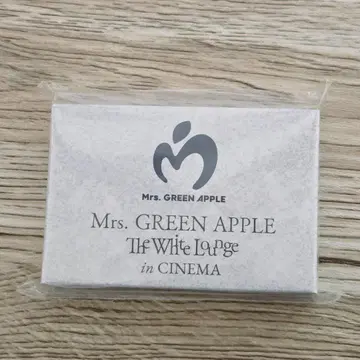 Mrs. GREEN APPLE
Mrs. GREEN APPLE
The White Lounge
in CINEMA